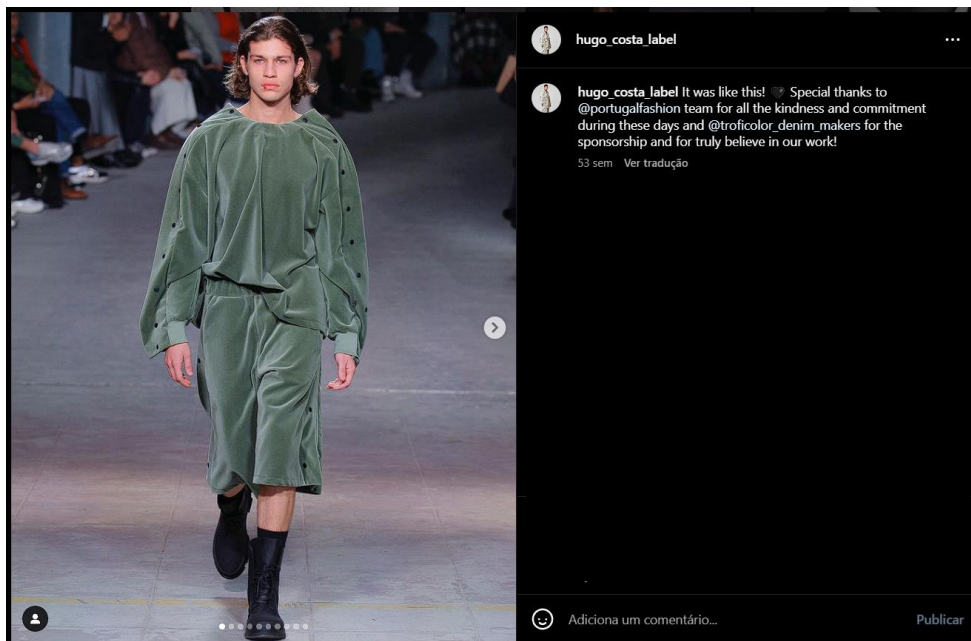 hugo_costa_label
hugo_costa_label It was like this! 🖤 Special thanks to
@portugalfashion team for all the kindness and commitment
during these days and @troficolor_denim_makers for the
sponsorship and for truly believe in our work!
53 sem Ver tradução
Adiciona um comentário... Publicar